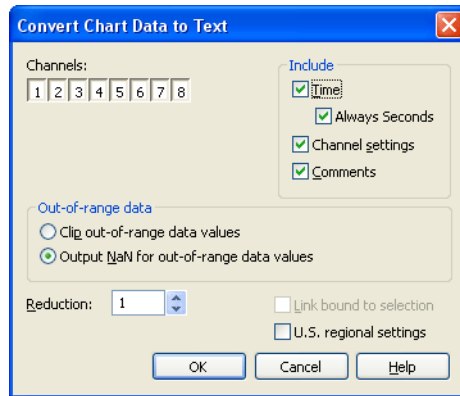 Convert Chart Data to Text
Channels:
1 2 3 4 5 6 7 8
Include
Time
Always Seconds
Channel settings
Comments
Out-of-range data
Clip out-of-range data values
Output NaN for out-of-range data values
Reduction: 1
Link bound to selection
U.S. regional settings
OK Cancel Help